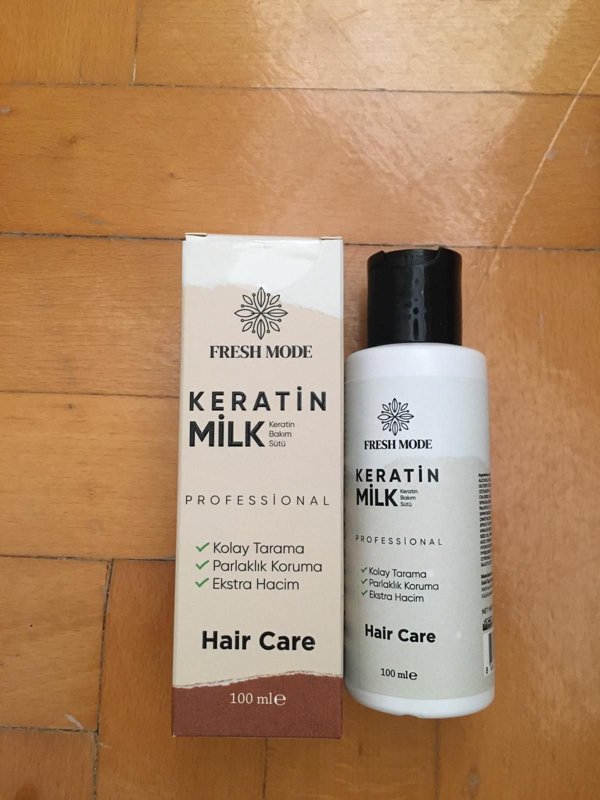 FRESH MODE
KERATİN
MİLK
Keratin
Bakım
Sütü
PROFESSİONAL
Kolay Tarama
Parlaklık Koruma
Ekstra Hacim
Hair Care
100 ml℮
FRESH MODE
KERATİN
MİLK
Keratin
Bakım
Sütü
PROFESSİONAL
Kolay Tarama
Parlaklık Koruma
Ekstra Hacim
Hair Care
100 ml℮